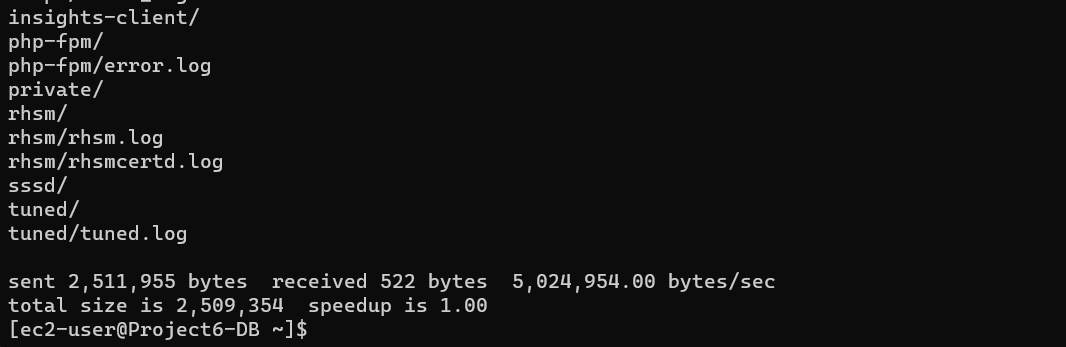 insights-client/
php-fpm/
php-fpm/error.log
private/
rhsm/
rhsm/rhsm.log
rhsm/rhsmcertd.log
sssd/
tuned/
tuned/tuned.log
sent 2,511,955 bytes  received 522 bytes  5,024,954.00 bytes/sec
total size is 2,509,354  speedup is 1.00
[ec2-user@Project6-DB ~]$